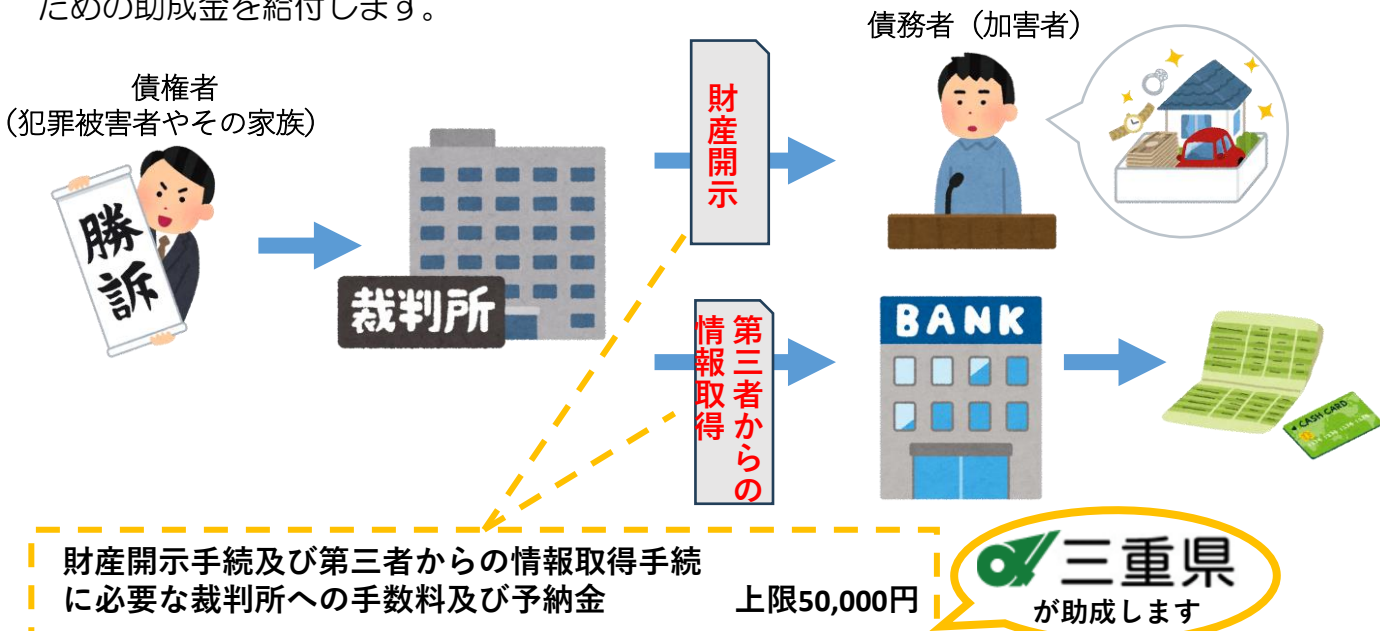 ための助成金を給付します。
債務者（加害者）
債権者
（犯罪被害者やその家族）
勝訴
裁判所
財産開示
第三者からの
情報取得
BANK
CASH CARD
財産開示手続及び第三者からの情報取得手続
に必要な裁判所への手数料及び予納金　上限50,000円
三重県
が助成します